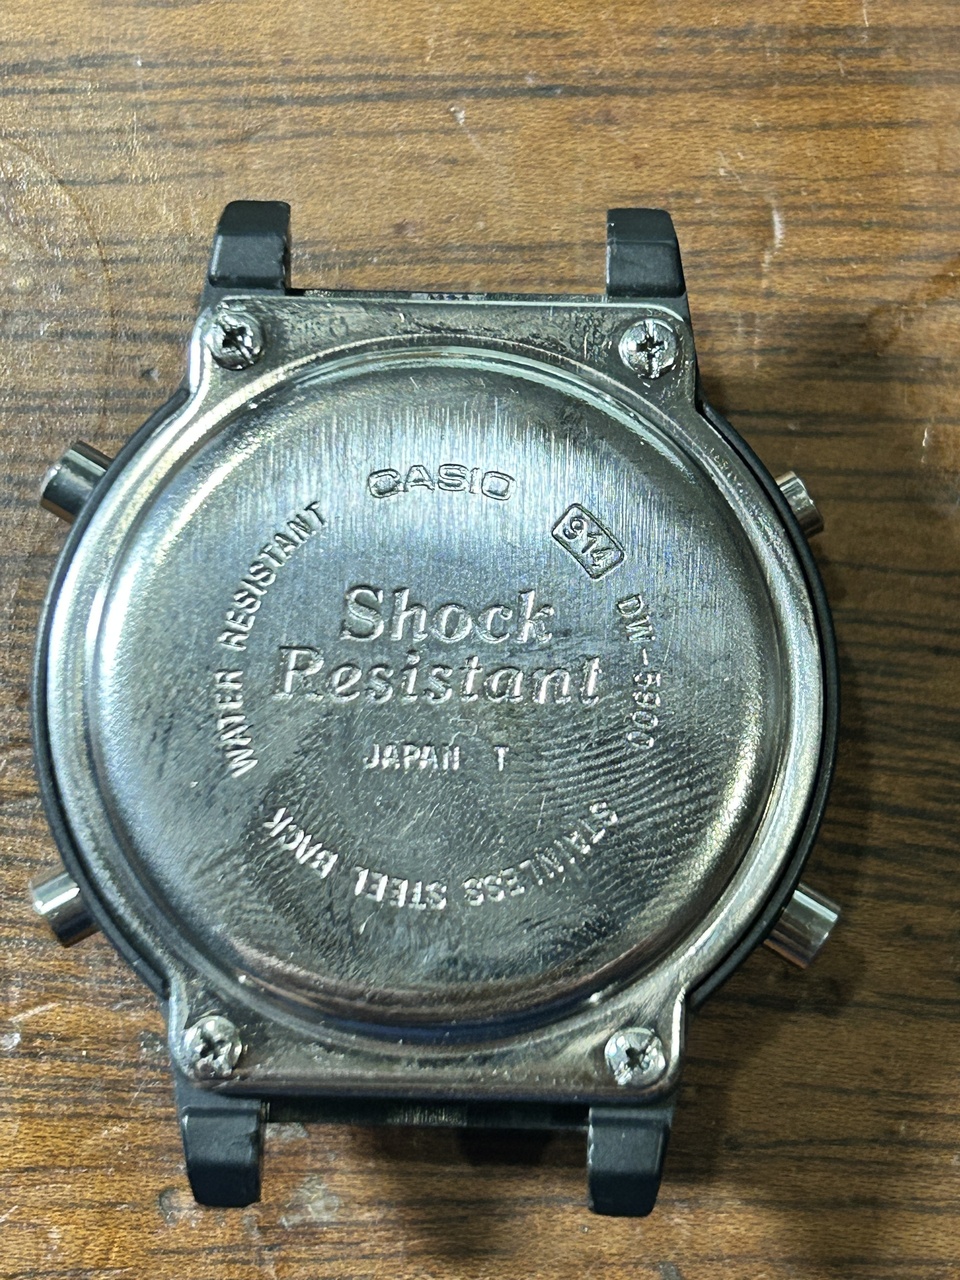 CASIO
914
DW-5900
WATER RESISTANT
Shock
Resistant
JAPAN T
STAINLESS STEEL BACK